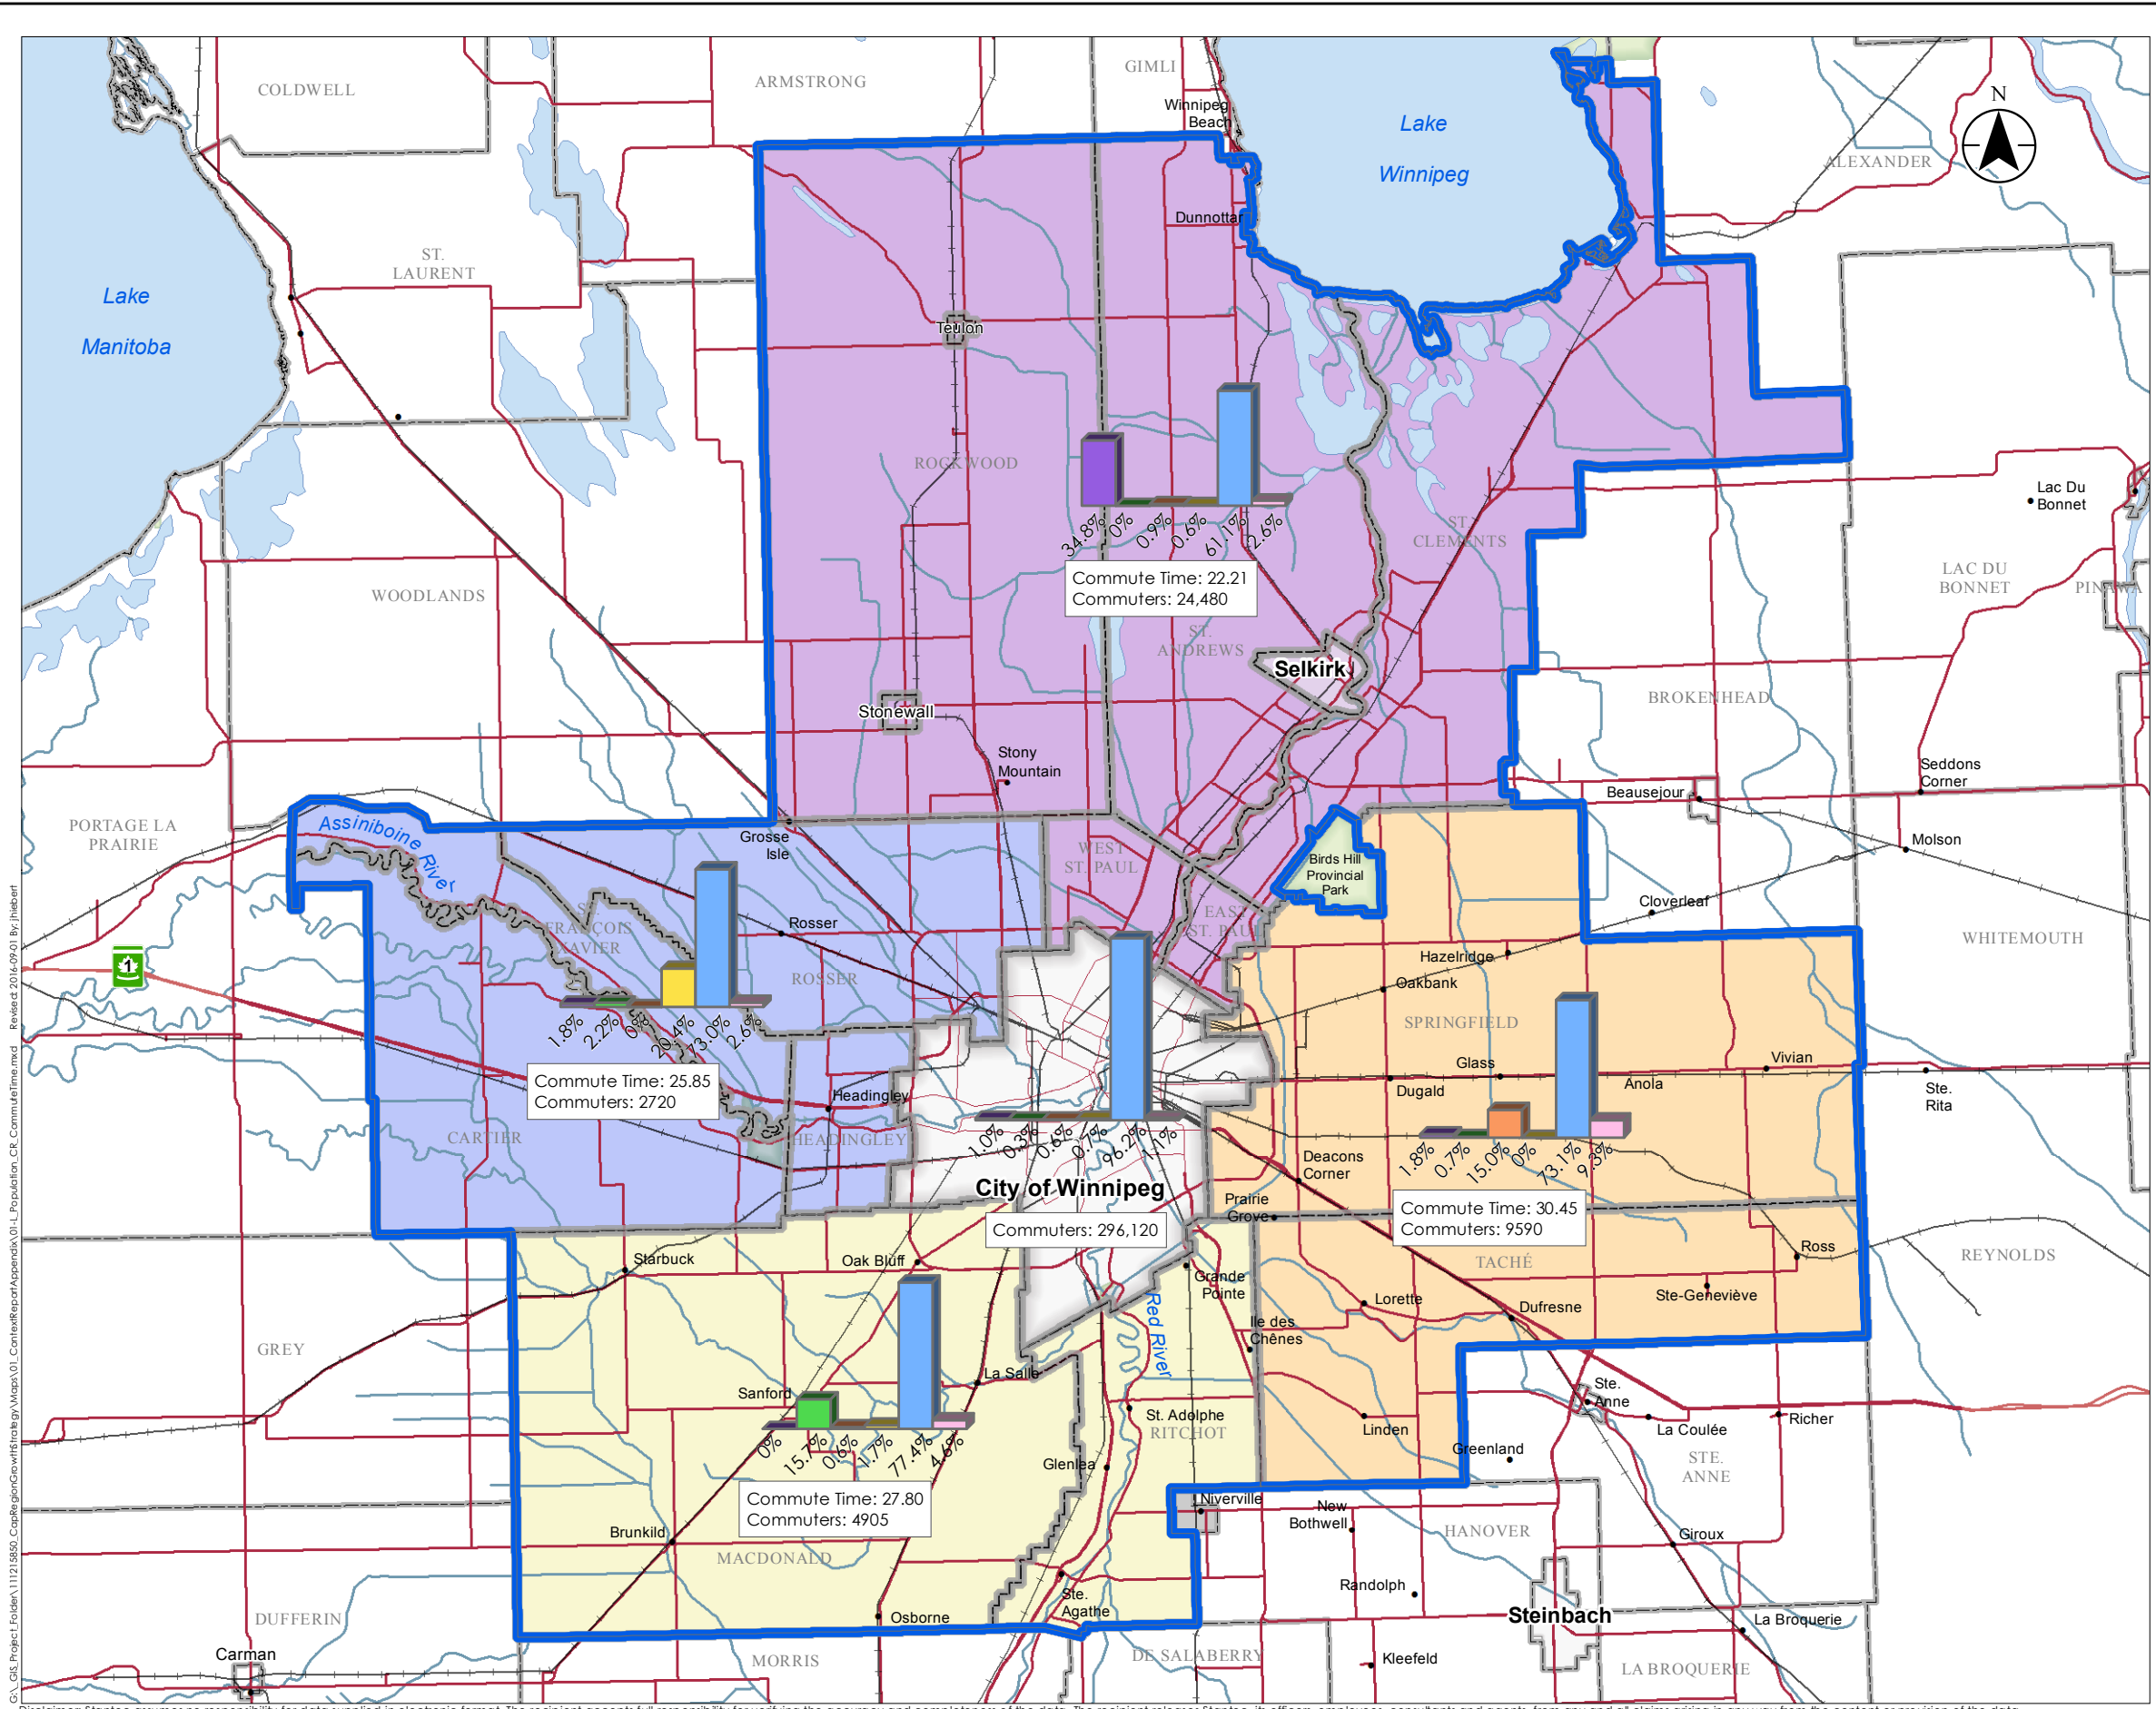 COLDWELL
ARMSTRONG
GIMLI
Winnipeg
Beach
Lake
Winnipeg
N
ALEXANDER
Dunnottar
ST.
LAURENT
Lake
Manitoba
Teulon
ROCKWOOD
34.8% 0% 0.9% 0.6% 61.1% 2.6%
Commute Time: 22.21
Commuters: 24,480
ST.
CLEMENTS
Lac Du
Bonnet
LAC DU
BONNET
PINAWA
WOODLANDS
ST.
ANDREWS
Selkirk
BROKENHEAD
Stonewall
Stony
Mountain
Seddons
Corner
Beausejour
Molson
PORTAGE LA
PRAIRIE
Assiniboine River
Grosse
Isle
WEST
ST. PAUL
Birds Hill
Provincial
Park
Cloverleaf
ST.
FRANÇOIS
XAVIER
Rosser
ROSSER
EAST
ST. PAUL
Hazelridge
Oakbank
WHITEMOUTH
1
1.8% 2.2% 0% 20.4% 73.0% 2.6%
Commute Time: 25.85
Commuters: 2720
SPRINGFIELD
Glass
Vivian
Dugald
Anola
Ste.
Rita
Headingley
CARTIER
HEADINGLEY
1.0% 0.3% 0.6% 0.7% 96.2% 1.1%
City of Winnipeg
Commuters: 296,120
1.8% 0.7% 15.0% 0% 73.1% 9.3%
Commute Time: 30.45
Commuters: 9590
Deacons
Corner
Prairie
Grove
TACHÉ
Ross
REYNOLDS
Starbuck
Oak Bluff
Grande
Pointe
Red River
Ste-Geneviève
Lorette
Dufresne
Ile des
Chênes
GREY
La Salle
Sanford
0% 15.7% 0.6% 1.7% 77.4% 4.6%
Commute Time: 27.80
Commuters: 4905
St. Adolphe
RITCHOT
Linden
Ste.
Anne
La Coulée
Richer
Greenland
STE.
ANNE
Glenlea
Niverville
New
Bothwell
HANOVER
Giroux
Brunkild
MACDONALD
Randolph
Steinbach
La Broquerie
DUFFERIN
Osborne
Ste.
Agathe
Carman
MORRIS
DE SALABERRY
Kleefeld
LA BROQUERIE
Revised: 2016-09-01 By: jhiebert